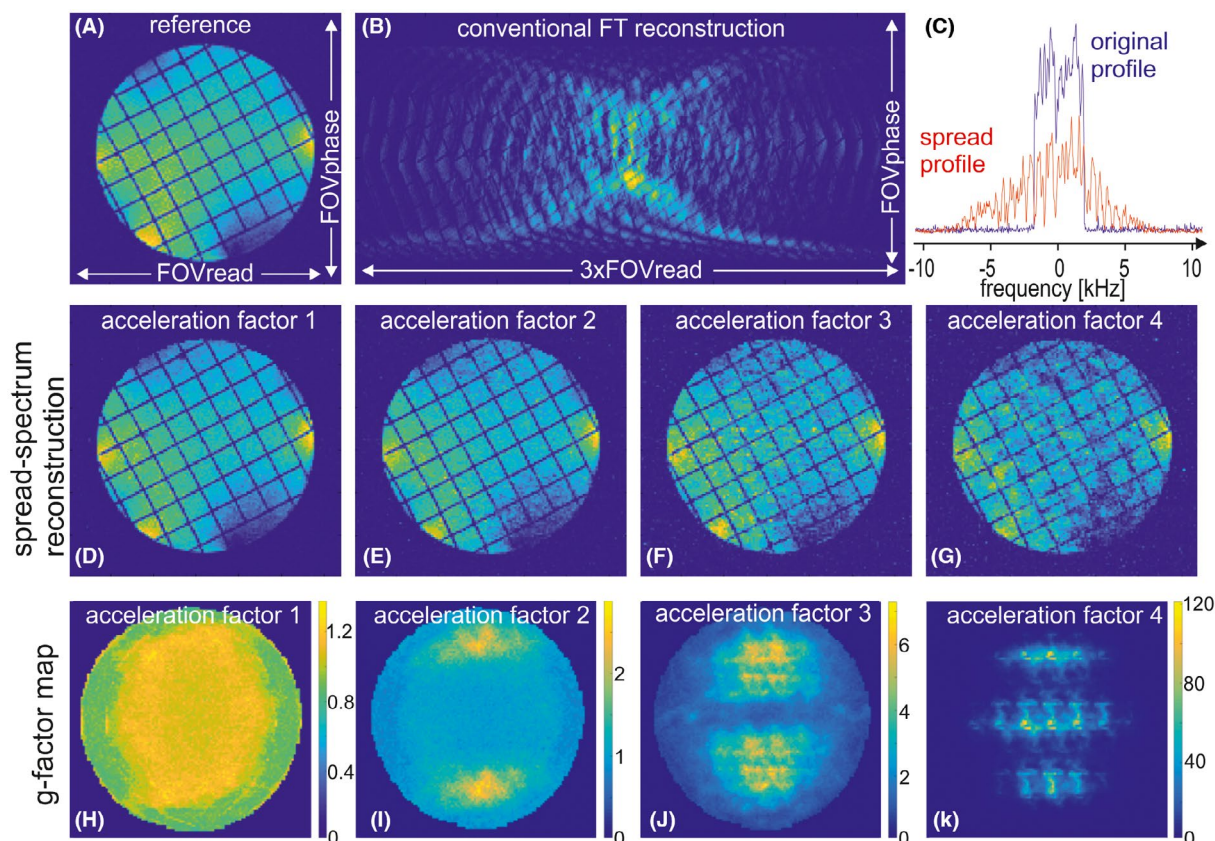 (A) reference
FOVphase
FOVread
(B) conventional FT reconstruction
FOVphase
3xFOVread
(C)
original
profile
spread
profile
-10 -5 0 5 10
frequency [kHz]
spread-spectrum
reconstruction
acceleration factor 1
(D)
acceleration factor 2
(E)
acceleration factor 3
(F)
acceleration factor 4
(G)
g-factor map
acceleration factor 1
(H)
1.2
0.8
0.4
0
acceleration factor 2
(I)
2
1
0
acceleration factor 3
(J)
6
4
2
0
acceleration factor 4
(k)
120
80
40
0